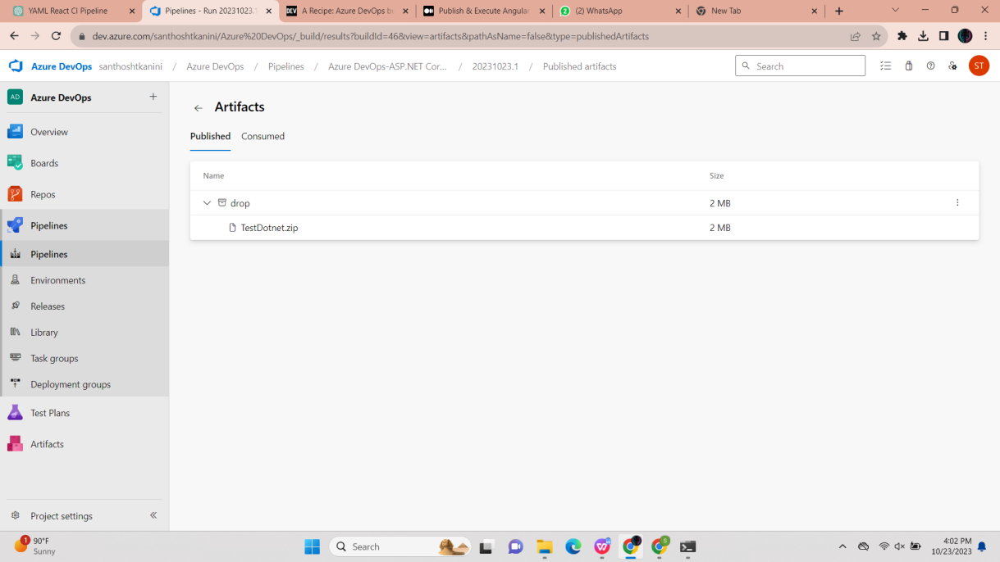 YAML React CI Pipeline
Pipelines - Run 20231023.1
DEV A Recipe: Azure DevOps b
Publish & Execute Angular
(2) WhatsApp
New Tab
dev.azure.com/santhoshtkanini/Azure%20DevOps/_build/results?buildId=46&view=artifacts&pathAsName=false&type=publishedArtifacts
Azure DevOps santhoshtkanini / Azure DevOps / Pipelines / Azure DevOps-ASP.NET Cor... / 20231023.1 / Published artifacts
Search
ST
AD Azure DevOps
Overview
Boards
Repos
Pipelines
Pipelines
Environments
Releases
Library
Task groups
Deployment groups
Test Plans
Artifacts
Project settings
Artifacts
Published Consumed
Name Size
drop 2 MB
TestDotnet.zip 2 MB
1
90°F
Sunny
Search
4:02 PM
10/23/2023